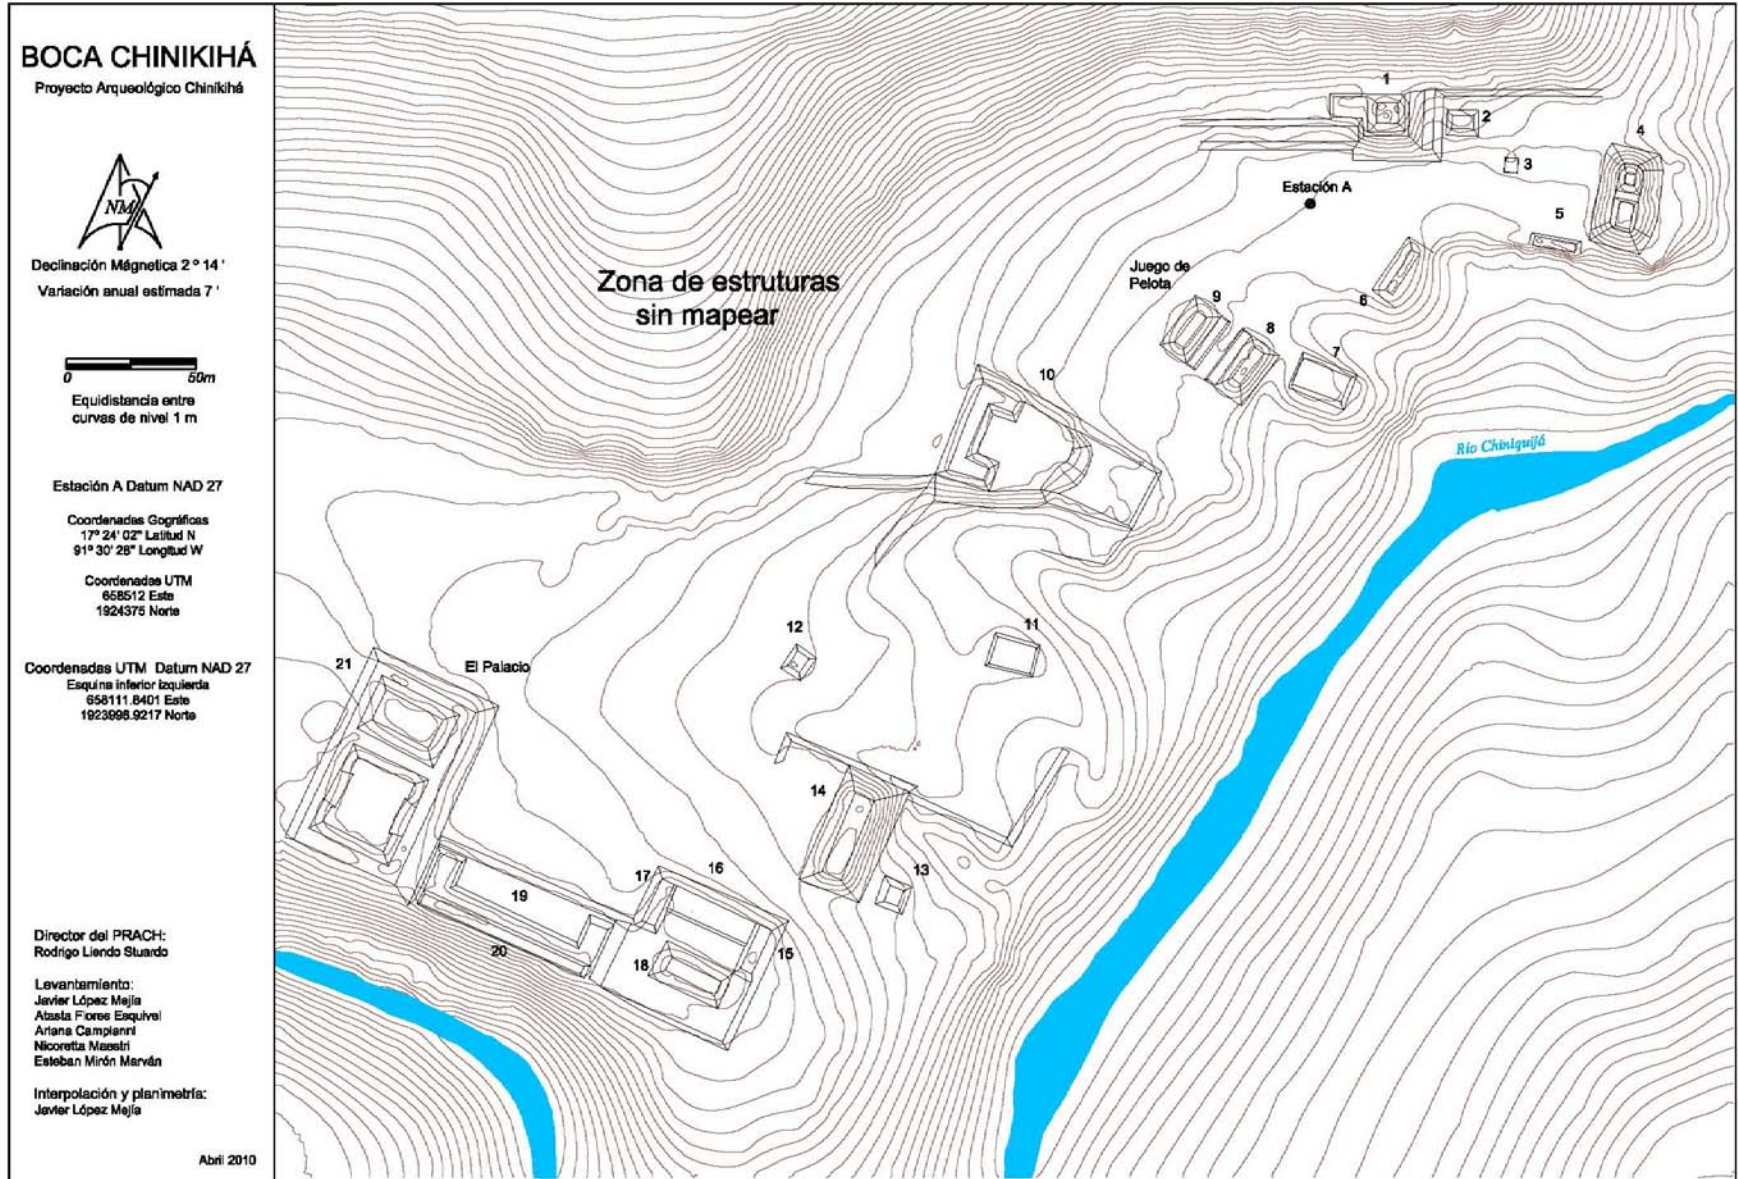 BOCA CHINIKIHÁ
Proyecto Arqueológico Chinikihá
NM
Declinación Mágnetica 2 º 14 '
Variación anual estimada 7 '
0 50m
Equidistancia entre
curvas de nivel 1 m
Estación A Datum NAD 27
Coordenadas Gográficas
17º 24' 02" Latitud N
91º 30' 28" Longitud W
Coordenadas UTM
658512 Este
1924375 Norte
Coordenadas UTM Datum NAD 27
Esquina inferior izquierda
658111.8401 Este
1923998.9217 Norte
Director del PRACH:
Rodrigo Liendo Stuardo
Levantamiento:
Javier López Mejía
Atasta Flores Esquivel
Ariana Campianni
Nicoretta Maestri
Esteban Mirón Marván
Interpolación y planimetría:
Javier López Mejía
Abril 2010
1
2
3
4
Estación A
5
Zona de estruturas
sin mapear
Juego de
Pelota
6
9
8
7
10
Río Chiniquijá
12
11
21
El Palacio
14
13
17
16
19
20
18
15